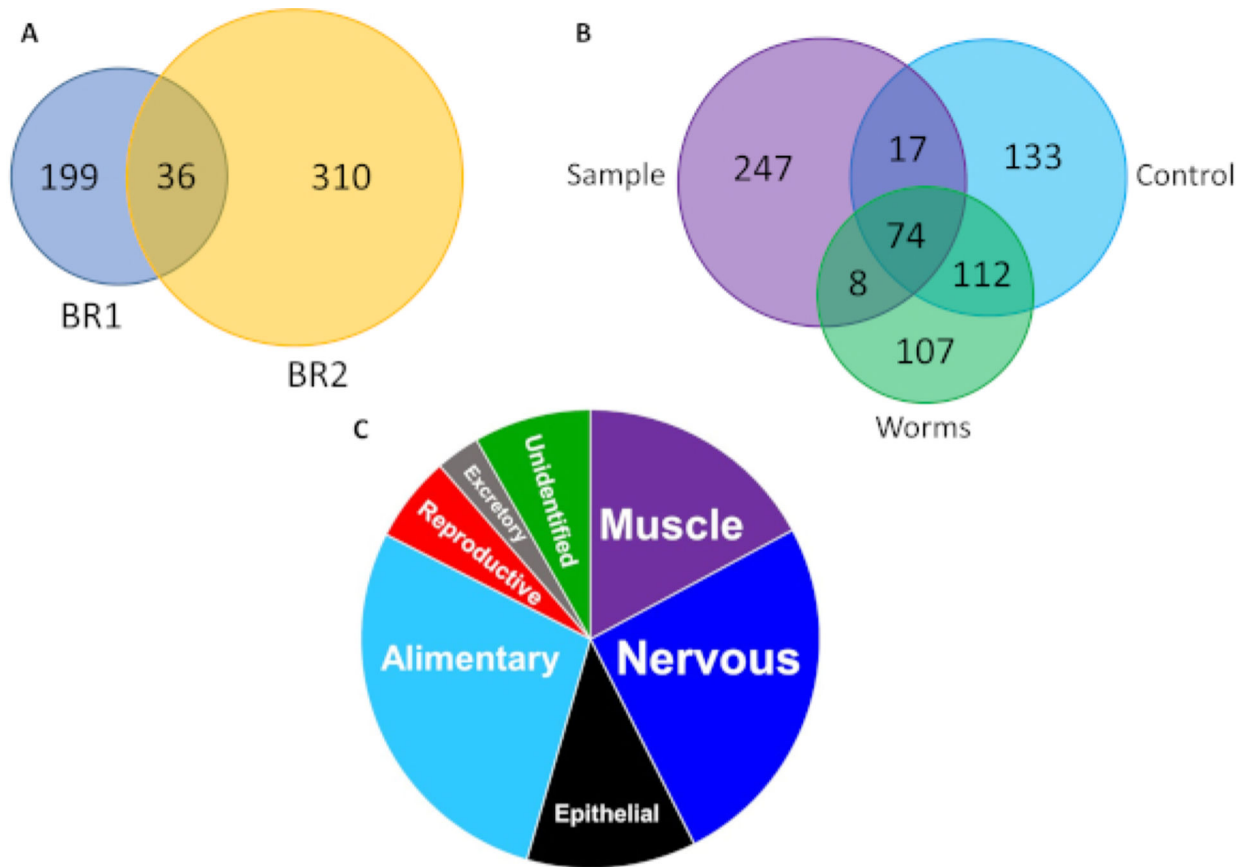 A
199
36
310
BR1
BR2
B
Sample
247
17
133
Control
74
8
112
107
Worms
C
Unidentified
Excretory
Reproductive
Muscle
Alimentary
Nervous
Epithelial